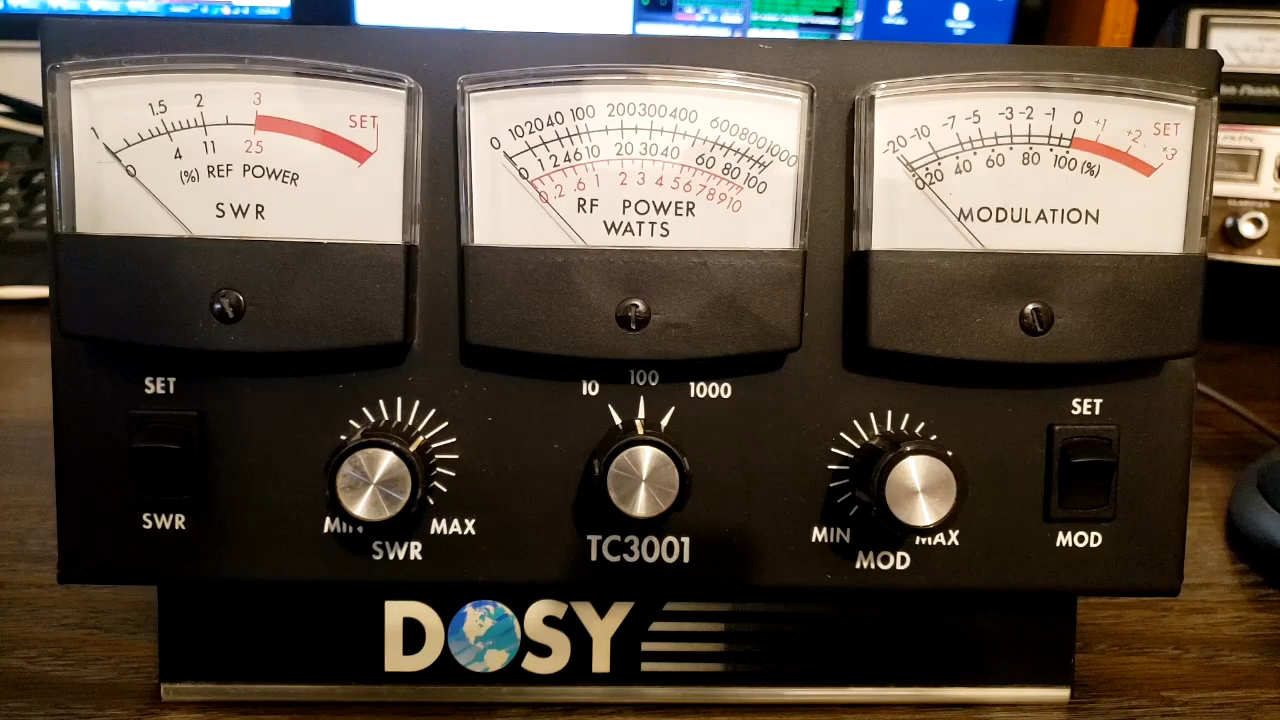 1 1.5 2 3 SET
0 4 11 25
(%) REF POWER
SWR
0 10 20 40 100 200 300 400 600 800 1000
0 1 2 4 6 10 20 30 40 60 80 100
0 .2 .6 1 2 3 4 5 6 7 8 9 10
RF POWER
WATTS
-20 -10 -7 -5 -3 -2 -1 0 +1 +2 +3 SET
0 20 40 60 80 100 (%)
MODULATION
SET
SWR
MIN MAX
SWR
10 100 1000
TC3001
MIN MAX
MOD
SET
MOD
DOSY